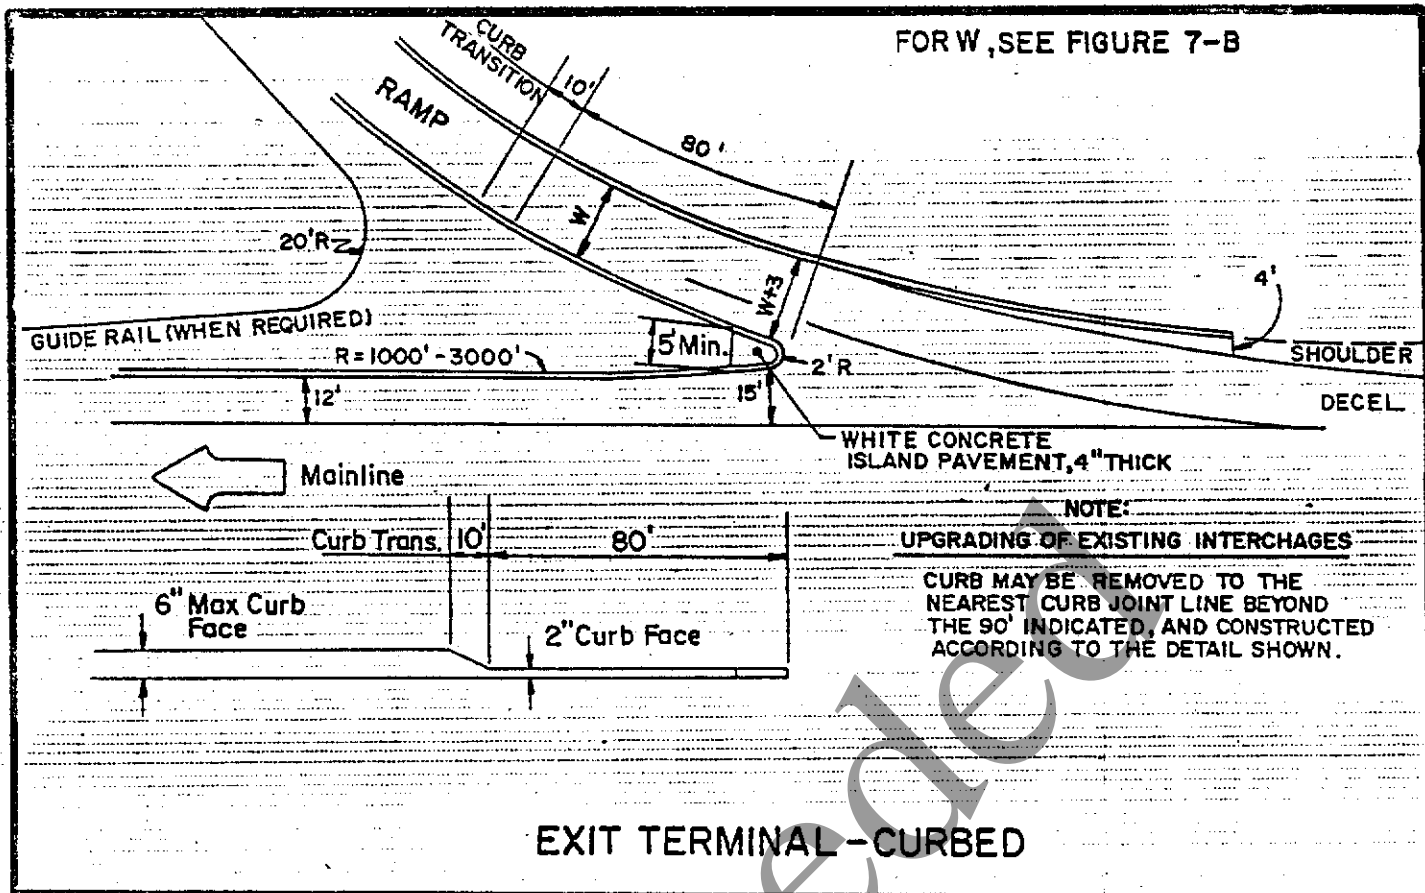 FOR W, SEE FIGURE 7-B
CURB
TRANSITION
10'
80'
RAMP
W
20'R
W+3
4'
GUIDE RAIL (WHEN REQUIRED)
R=1000'-3000'
5' Min.
2'R
SHOULDER
12'
15'
DECEL
WHITE CONCRETE
ISLAND PAVEMENT, 4" THICK
Mainline
NOTE:
UPGRADING OF EXISTING INTERCHAGES
CURB MAY BE REMOVED TO THE
NEAREST CURB JOINT LINE BEYOND
THE 90' INDICATED, AND CONSTRUCTED
ACCORDING TO THE DETAIL SHOWN.
Curb Trans. 10' 80'
6" Max Curb
Face
2" Curb Face
EXIT TERMINAL-CURBED
eded